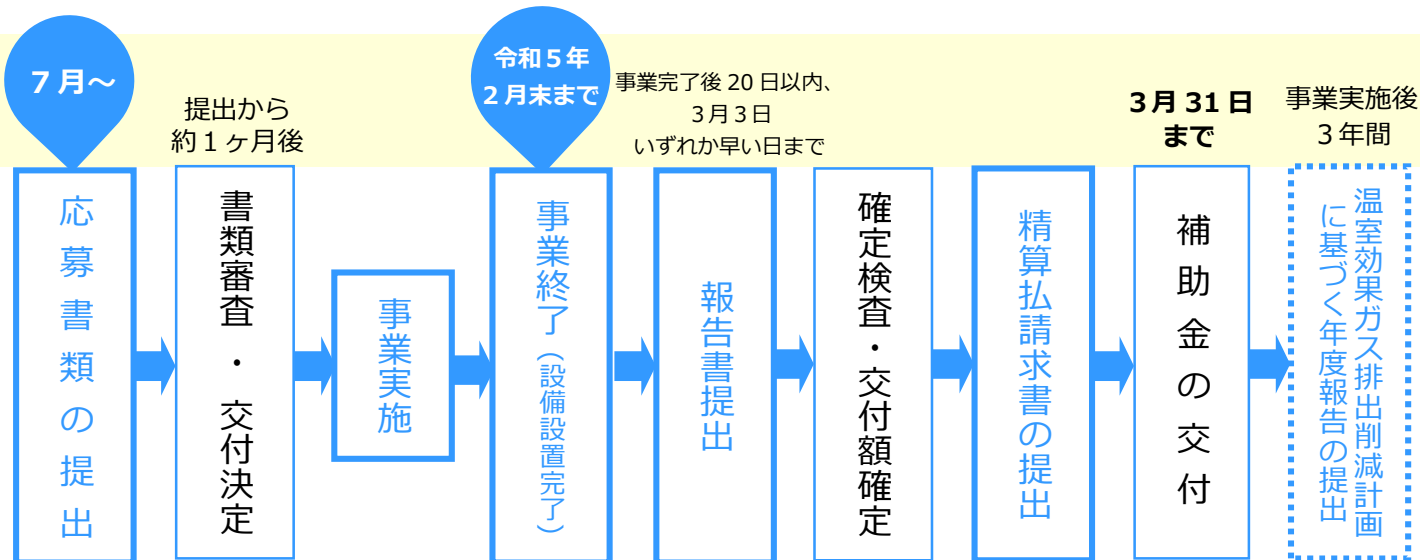 7月～
提出から
約1ヶ月後
令和5年
2月末まで
事業完了後 20 日以内、
3月3日
いずれか早い日まで
3月 31 日
まで
事業実施後
3年間
応募書類の提出
書類審査・交付決定
事業実施
事業終了（設備設置完了）
報告書提出
確定検査・交付額確定
精算払請求書の提出
補助金の交付
温室効果ガス排出削減計画
に基づく年度報告の提出